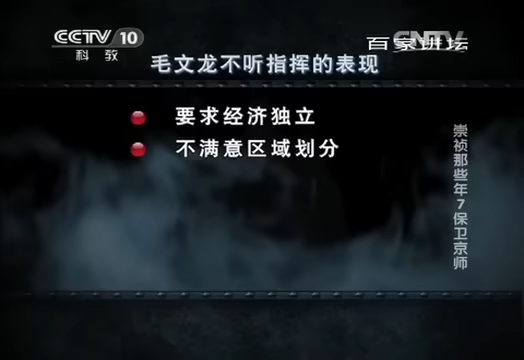 CCTV 10
科教
CNTV
百家讲坛
毛文龙不听指挥的表现
要求经济独立
不满意区域划分
崇祯那些年7保卫京师